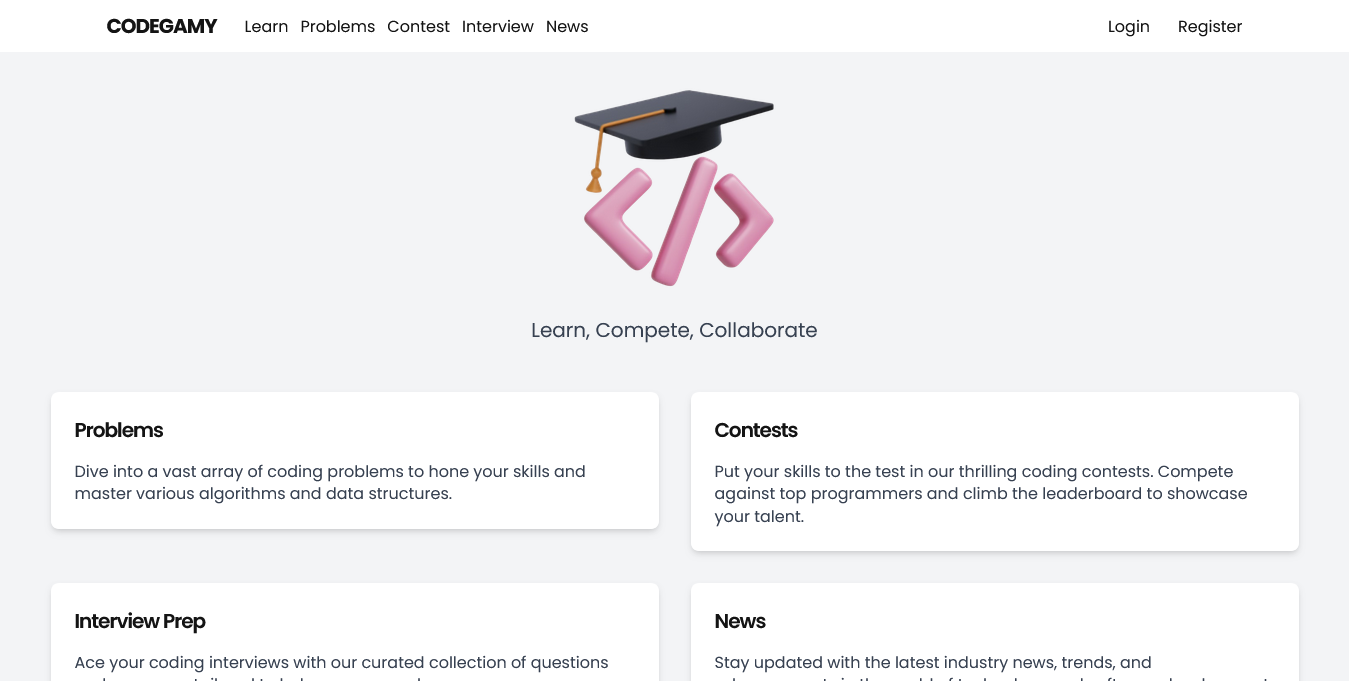 CODEGAMY Learn Problems Contest Interview News Login Register
Learn, Compete, Collaborate
Problems
Dive into a vast array of coding problems to hone your skills and
master various algorithms and data structures.
Contests
Put your skills to the test in our thrilling coding contests. Compete
against top programmers and climb the leaderboard to showcase
your talent.
Interview Prep
Ace your coding interviews with our curated collection of questions
News
Stay updated with the latest industry news, trends, and